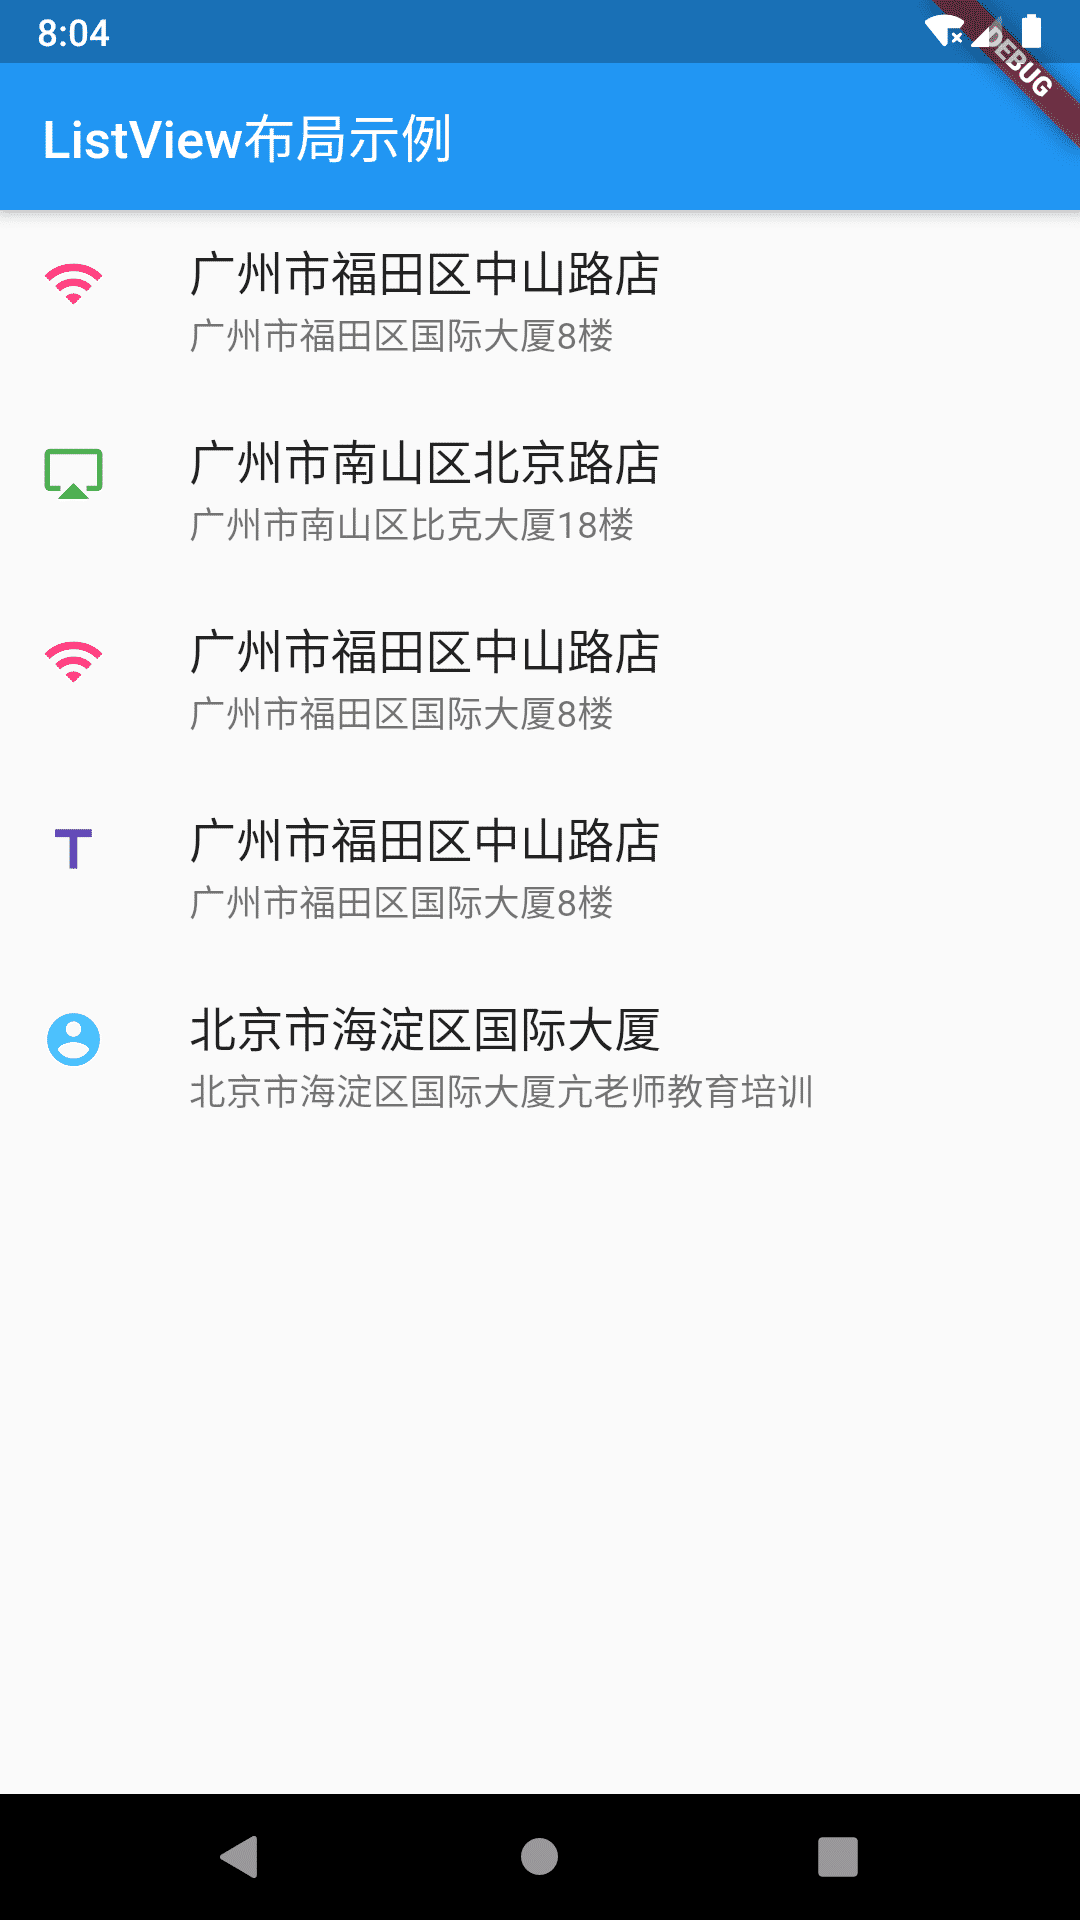 8:04
DEBUG
ListView布局示例
广州市福田区中山路店
广州市福田区国际大厦8楼
广州市南山区北京路店
广州市南山区比克大厦18楼
广州市福田区中山路店
广州市福田区国际大厦8楼
广州市福田区中山路店
广州市福田区国际大厦8楼
北京市海淀区国际大厦
北京市海淀区国际大厦亢老师教育培训